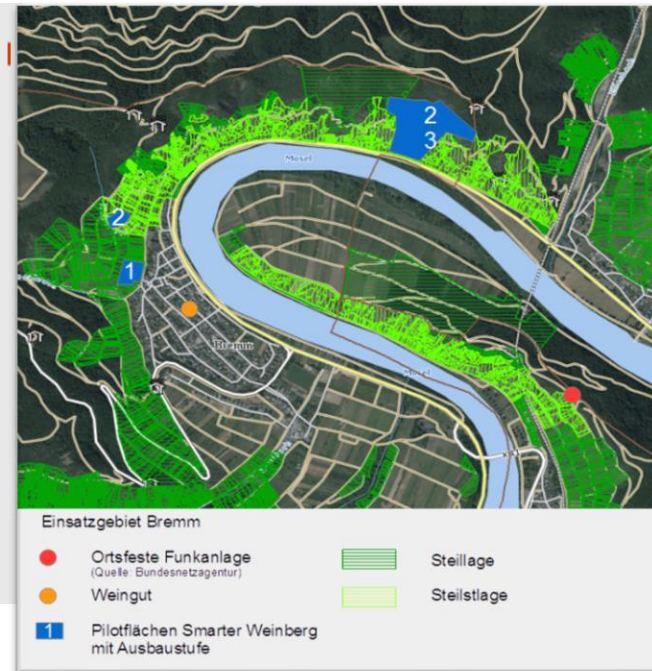 2
3
Mosel
2
1
Bremm
Mosel
Einsatzgebiet Bremm
Ortsfeste Funkanlage
(Quelle: Bundesnetzagentur)
Steillage
Weingut
Steilstlage
1 Pilotflächen Smarter Weinberg
mit Ausbaustufe